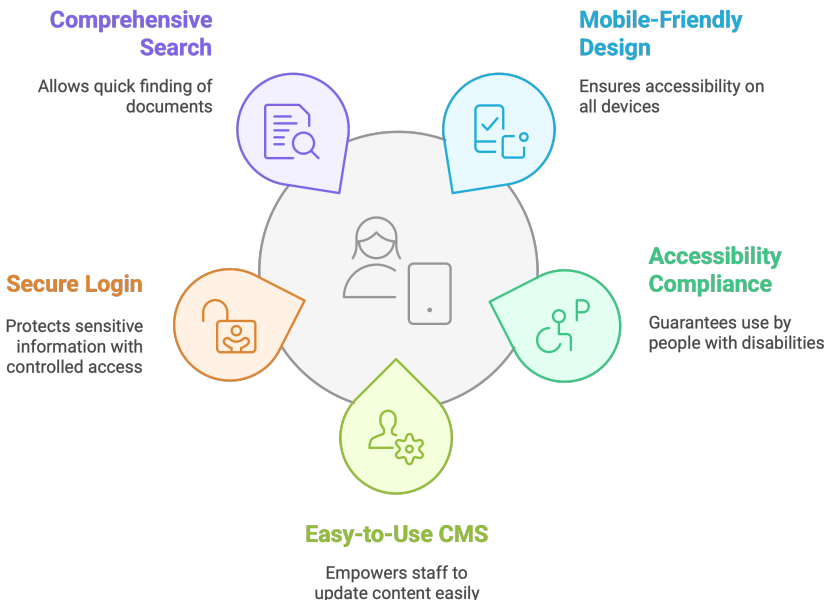 Comprehensive
Search
Allows quick finding of
documents
Mobile-Friendly
Design
Ensures accessibility on
all devices
Secure Login
Protects sensitive
information with
controlled access
Accessibility
Compliance
Guarantees use by
people with disabilities
P
Easy-to-Use CMS
Empowers staff to
update content easily